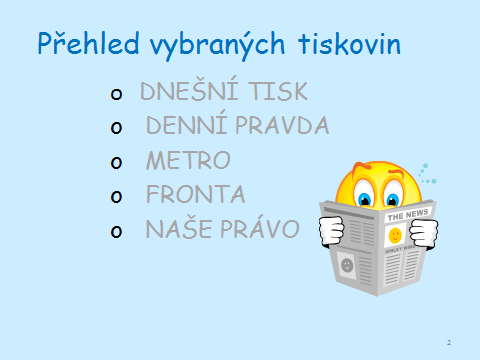 Přehled vybraných tiskovin
o DNEŠNÍ TISK
o DENNÍ PRAVDA
o METRO
o FRONTA
o NAŠE PRÁVO
THE NEWS
2